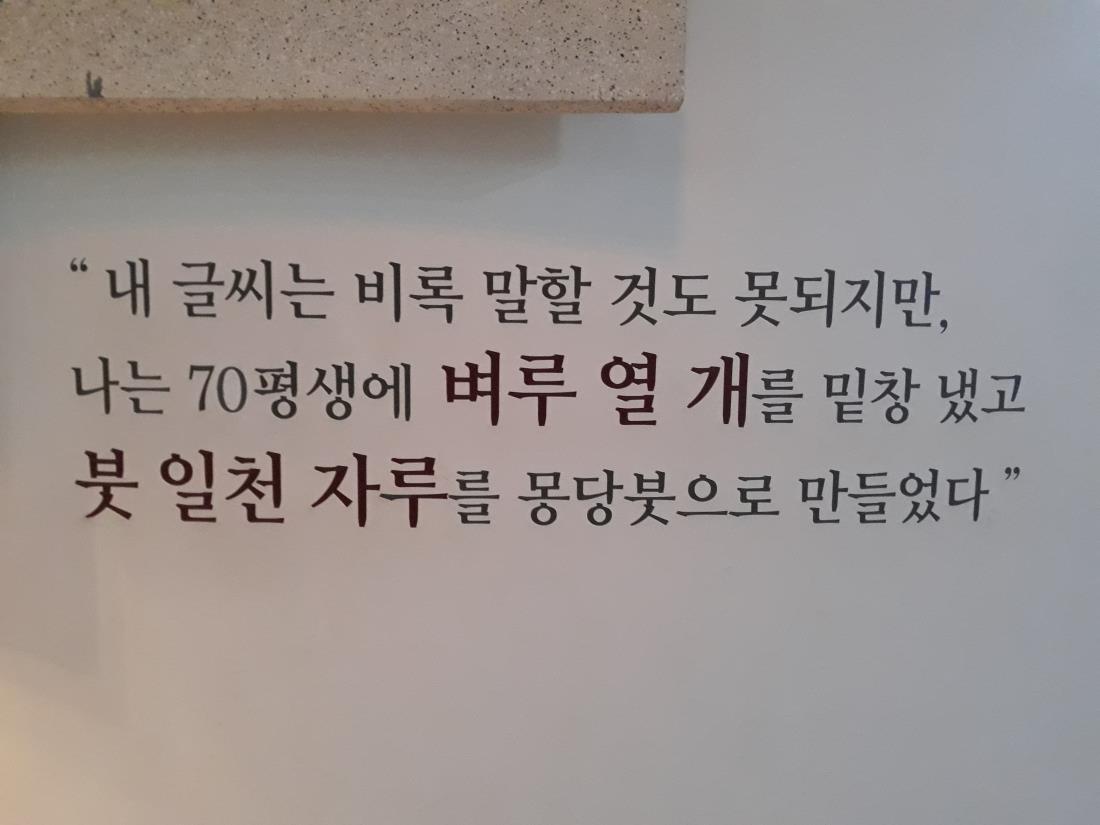 “ 내 글씨는 비록 말할 것도 못되지만,
나는 70평생에 벼루 열 개를 밑창 냈고
붓 일천 자루를 몽당붓으로 만들었다 ”